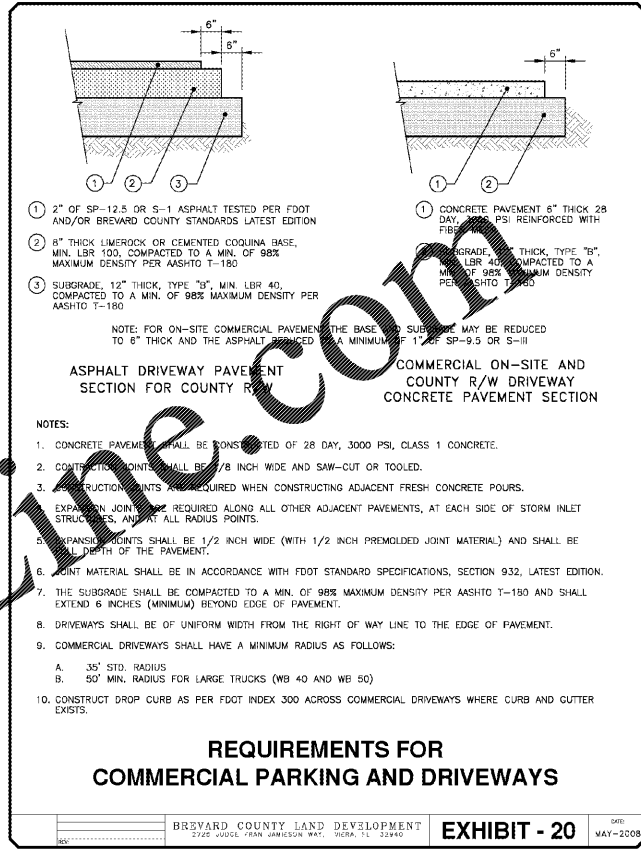 6"
6"
6"
1 2 3
1 2
1 2" OF SP-12.5 OR S-1 ASPHALT TESTED PER FDOT
AND/OR BREVARD COUNTY STANDARDS LATEST EDITION
2 8" THICK LIMEROCK OR CEMENTED COQUINA BASE,
MIN. LBR 100, COMPACTED TO A MIN. OF 98%
MAXIMUM DENSITY PER AASHTO T-180
3 SUBGRADE, 12" THICK, TYPE "B", MIN. LBR 40,
COMPACTED TO A MIN. OF 98% MAXIMUM DENSITY PER
AASHTO T-180
1 CONCRETE PAVEMENT 6" THICK 28
DAY, PSI REINFORCED WITH
FIBER
SUBGRADE, THICK, TYPE "B",
LBR 40, COMPACTED TO A
MIN. OF 98% MAXIMUM DENSITY
PER AASHTO T-180
NOTE: FOR ON-SITE COMMERCIAL PAVEMENT THE BASE AND SUBGRADE MAY BE REDUCED
TO 6" THICK AND THE ASPHALT REDUCED TO A MINIMUM OF 1" OF SP-9.5 OR S-III
ASPHALT DRIVEWAY PAVEMENT
SECTION FOR COUNTY R/W
COMMERCIAL ON-SITE AND
COUNTY R/W DRIVEWAY
CONCRETE PAVEMENT SECTION
NOTES:
1. CONCRETE PAVEMENT SHALL BE CONSTRUCTED OF 28 DAY, 3000 PSI, CLASS 1 CONCRETE.
2. CONTRACTION JOINTS SHALL BE 1/8 INCH WIDE AND SAW-CUT OR TOOLED.
3. CONSTRUCTION JOINTS ARE REQUIRED WHEN CONSTRUCTING ADJACENT FRESH CONCRETE POURS.
EXPANSION JOINTS ARE REQUIRED ALONG ALL OTHER ADJACENT PAVEMENTS, AT EACH SIDE OF STORM INLET
STRUCTURES, AND AT ALL RADIUS POINTS.
5. EXPANSION JOINTS SHALL BE 1/2 INCH WIDE (WITH 1/2 INCH PREMOLDED JOINT MATERIAL) AND SHALL BE
FULL DEPTH OF THE PAVEMENT.
6. JOINT MATERIAL SHALL BE IN ACCORDANCE WITH FDOT STANDARD SPECIFICATIONS, SECTION 932, LATEST EDITION.
7. THE SUBGRADE SHALL BE COMPACTED TO A MIN. OF 98% MAXIMUM DENSITY PER AASHTO T-180 AND SHALL
EXTEND 6 INCHES (MINIMUM) BEYOND EDGE OF PAVEMENT.
8. DRIVEWAYS SHALL BE OF UNIFORM WIDTH FROM THE RIGHT OF WAY LINE TO THE EDGE OF PAVEMENT.
9. COMMERCIAL DRIVEWAYS SHALL HAVE A MINIMUM RADIUS AS FOLLOWS:
A. 35' STD. RADIUS
B. 50' MIN. RADIUS FOR LARGE TRUCKS (WB 40 AND WB 50)
10. CONSTRUCT DROP CURB AS PER FDOT INDEX 300 ACROSS COMMERCIAL DRIVEWAYS WHERE CURB AND GUTTER
EXISTS.
Line.com
REQUIREMENTS FOR
COMMERCIAL PARKING AND DRIVEWAYS
REV:
BREVARD COUNTY LAND DEVELOPMENT
2725 JUDGE FRAN JAMIESON WAY, VIERA, FL 32940
EXHIBIT - 20
DATE:
MAY-2008